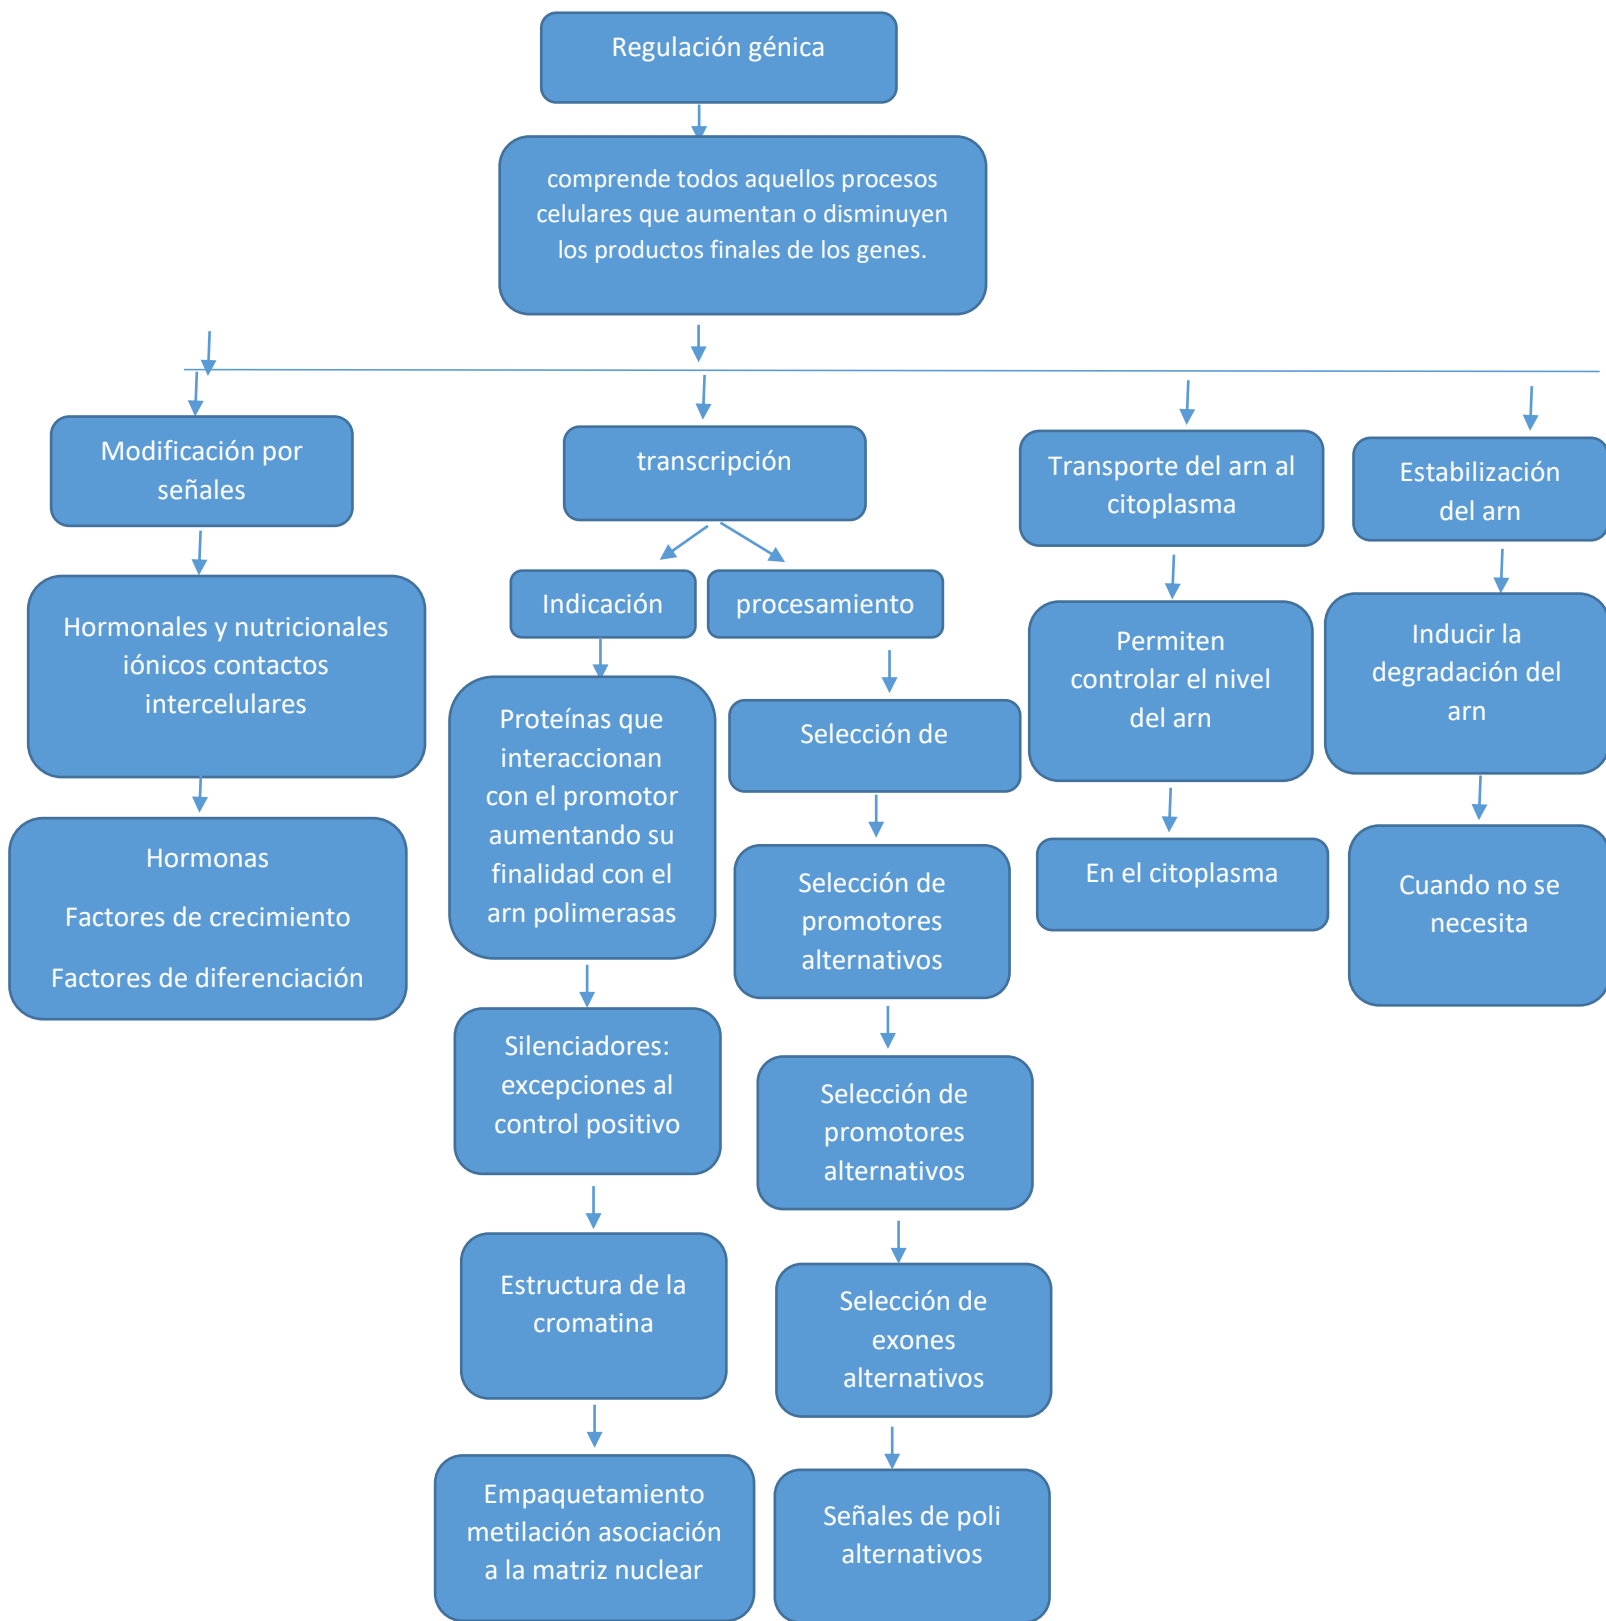 Regulación génica
comprende todos aquellos procesos
celulares que aumentan o disminuyen
los productos finales de los genes.
Modificación por
señales
Hormonales y nutricionales
iónicos contactos
intercelulares
Hormonas
Factores de crecimiento
Factores de diferenciación
transcripción
Indicación
Proteínas que
interaccionan
con el promotor
aumentando su
finalidad con el
arn polimerasas
Silenciadores:
excepciones al
control positivo
Estructura de la
cromatina
Empaquetamiento
metilación asociación
a la matriz nuclear
procesamiento
Selección de
Selección de
promotores
alternativos
Selección de
promotores
alternativos
Selección de
exones
alternativos
Señales de poli
alternativos
Transporte del arn al
citoplasma
Permiten
controlar el nivel
del arn
En el citoplasma
Estabilización
del arn
Inducir la
degradación del
arn
Cuando no se
necesita